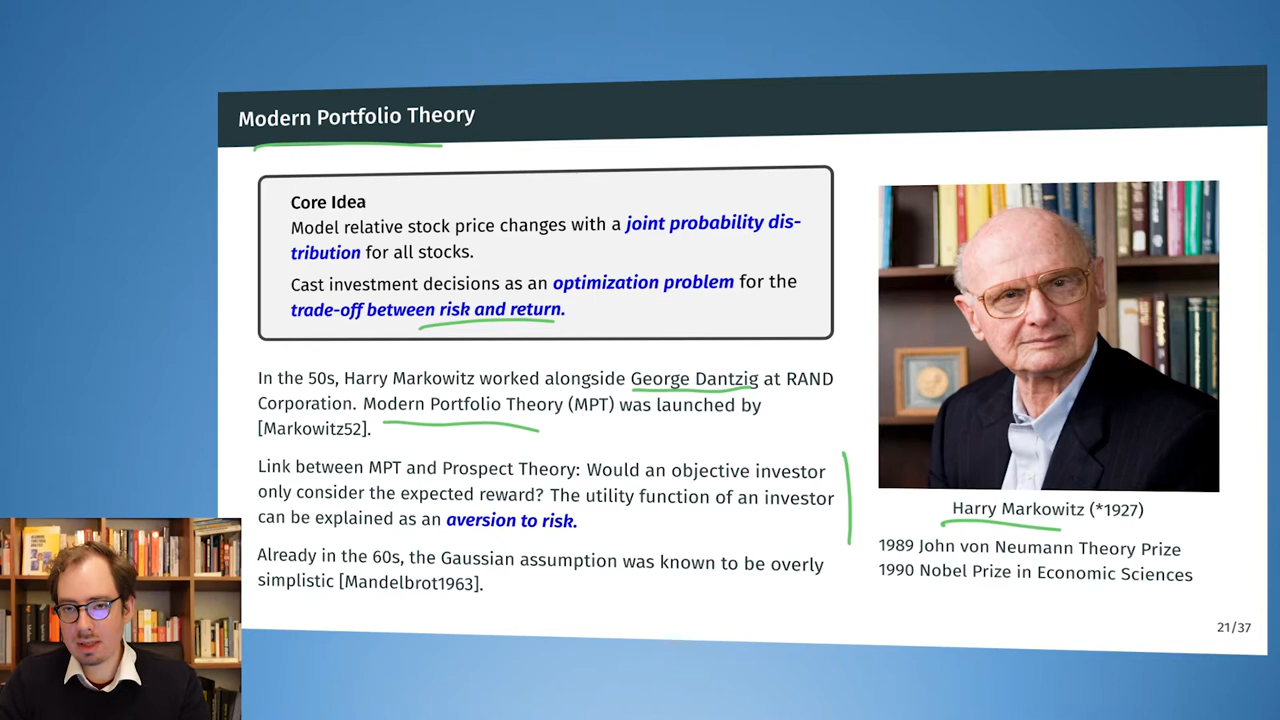 Modern Portfolio Theory
Core Idea
Model relative stock price changes with a joint probability dis-
tribution for all stocks.
Cast investment decisions as an optimization problem for the
trade-off between risk and return.
In the 50s, Harry Markowitz worked alongside George Dantzig at RAND
Corporation. Modern Portfolio Theory (MPT) was launched by
[Markowitz52].
Link between MPT and Prospect Theory: Would an objective investor
only consider the expected reward? The utility function of an investor
can be explained as an aversion to risk.
Already in the 60s, the Gaussian assumption was known to be overly
simplistic [Mandelbrot1963].
Harry Markowitz (*1927)
1989 John von Neumann Theory Prize
1990 Nobel Prize in Economic Sciences
21/37